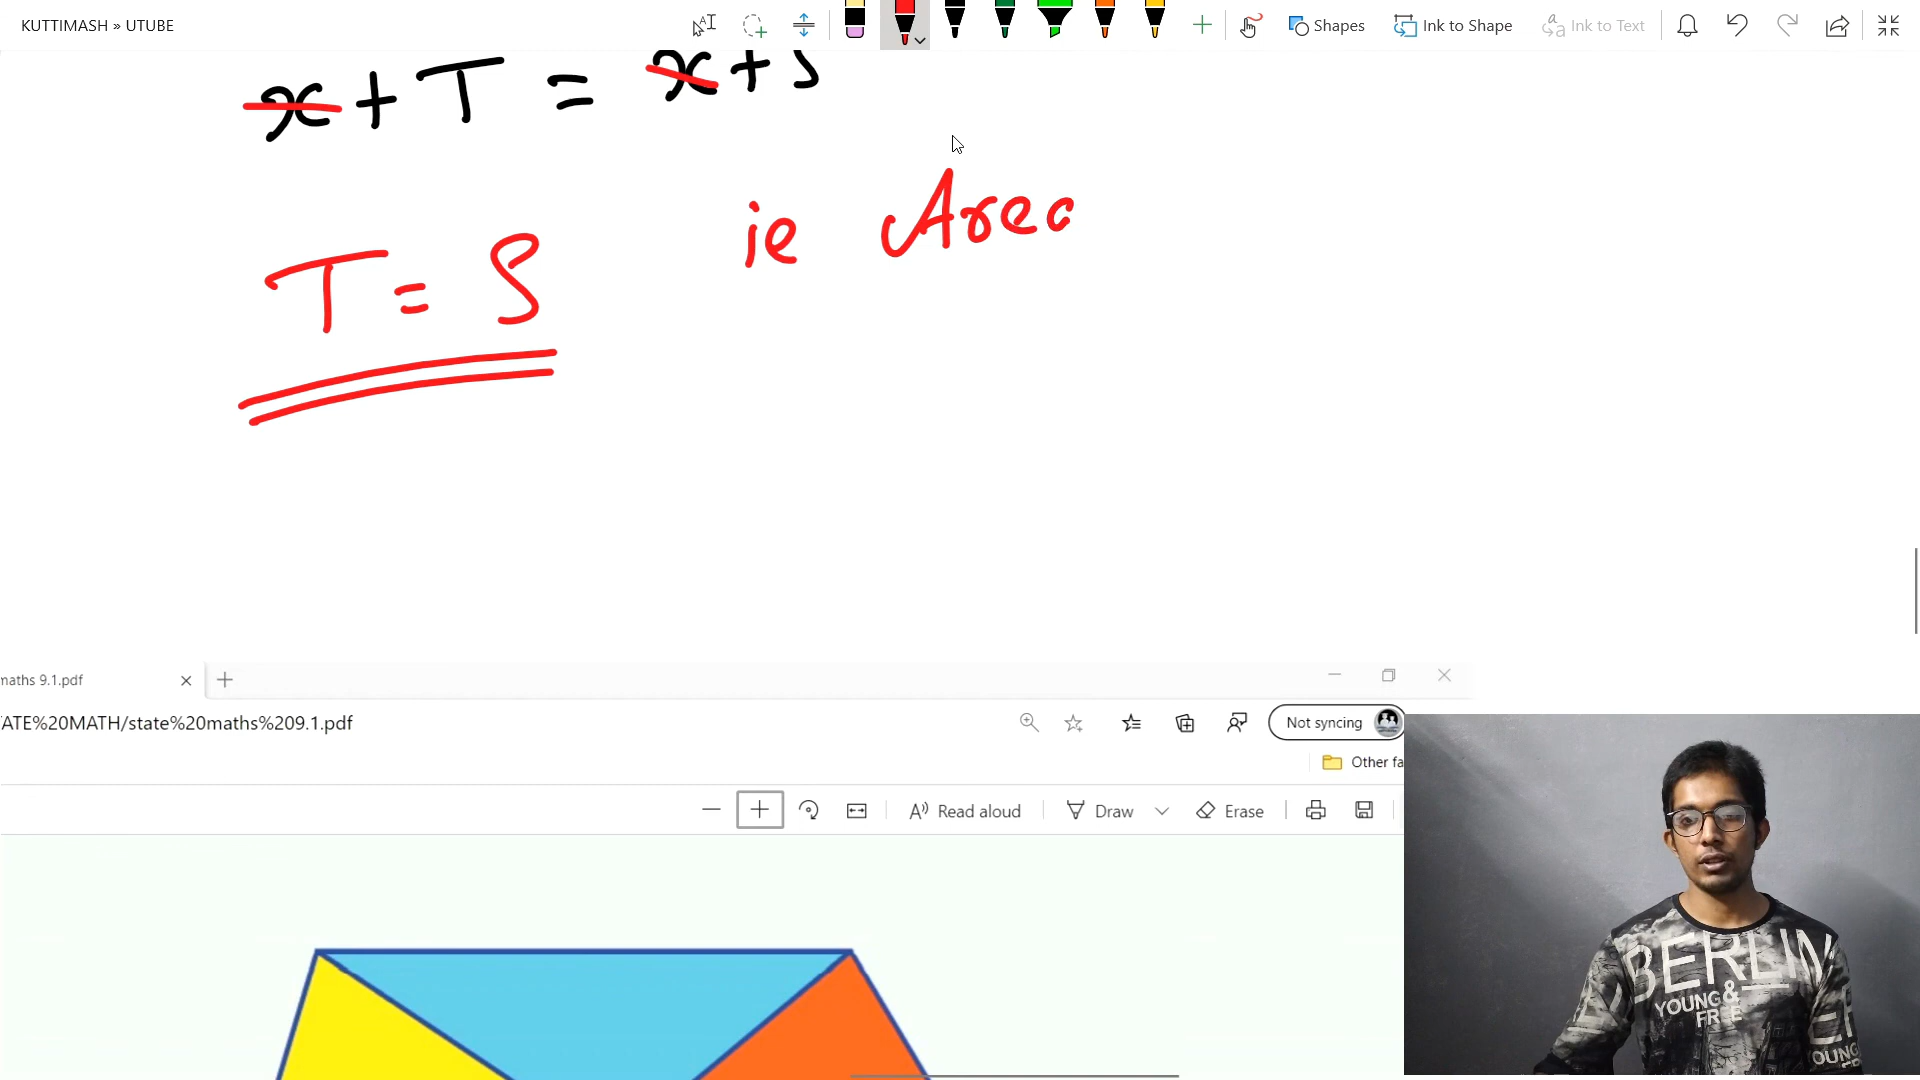 KUTTIMASH » UTUBE
Shapes
Ink to Shape
Ink to Text
x + T = x + S
ie Area
T = S
maths 9.1.pdf
ATE%20MATH/state%20maths%209.1.pdf
Not syncing
Other fa
Read aloud
Draw
Erase
BERLIN
YOUNG &
FREE